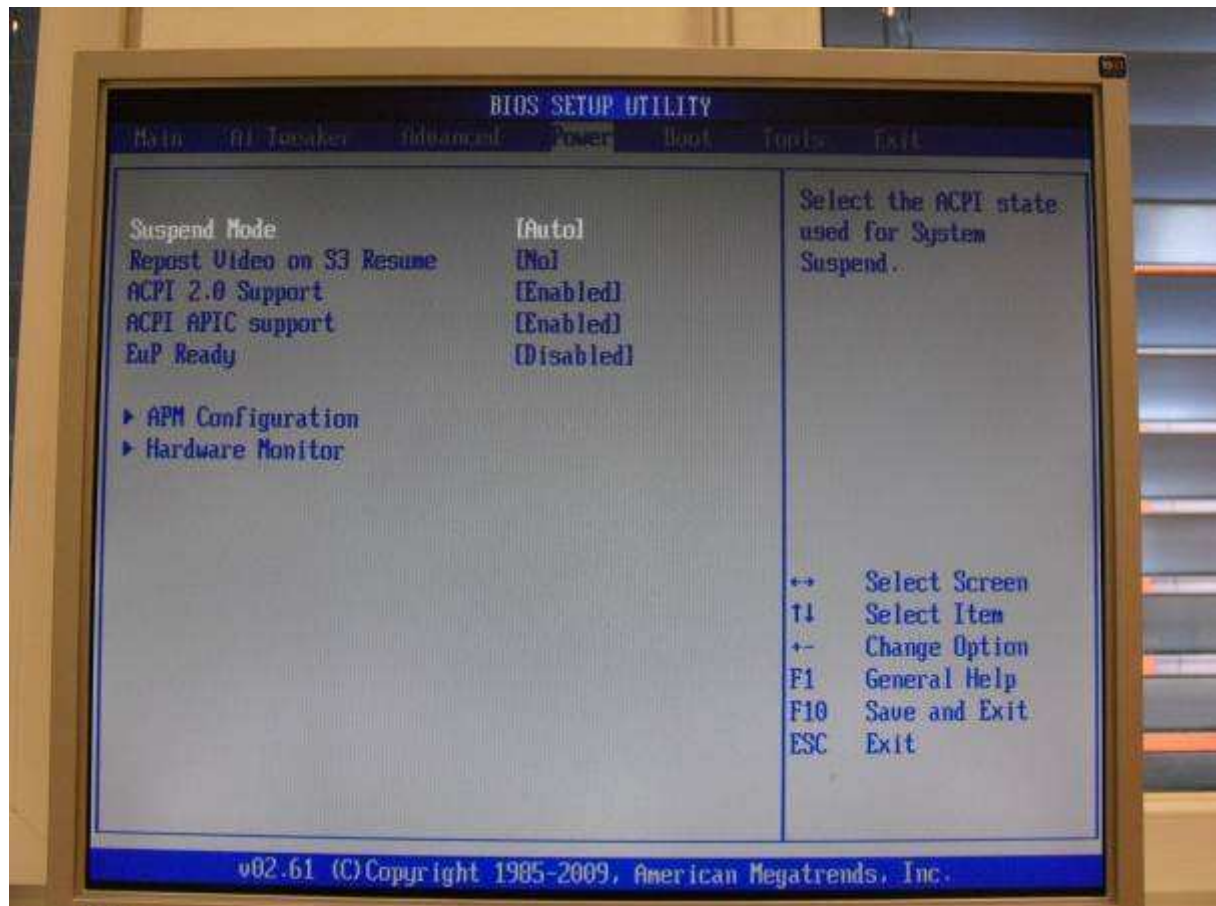 BIOS SETUP UTILITY
Main AI Tweaker Advanced Power Boot Tools Exit
Suspend Mode [Auto]
Repost Video on S3 Resume [No]
ACPI 2.0 Support [Enabled]
ACPI APIC support [Enabled]
EuP Ready [Disabled]
▶ APM Configuration
▶ Hardware Monitor
Select the ACPI state
used for System
Suspend.
←→ Select Screen
↑↓ Select Item
+- Change Option
F1 General Help
F10 Save and Exit
ESC Exit
v02.61 (C)Copyright 1985-2009, American Megatrends, Inc.